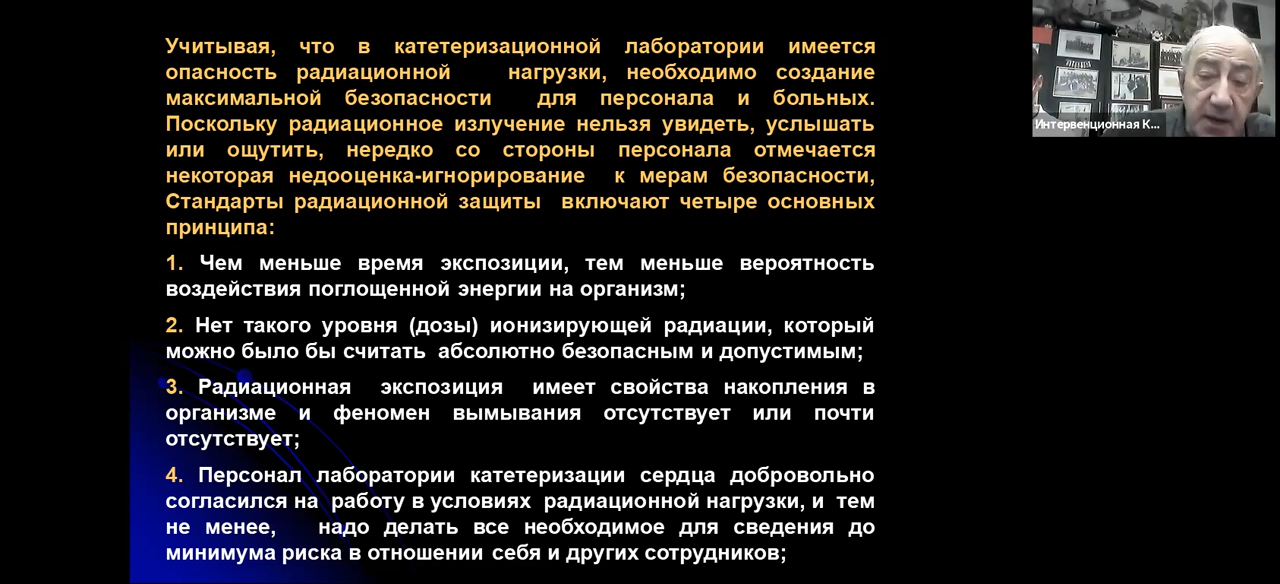 Учитывая, что в катетеризационной лаборатории имеется
опасность радиационной нагрузки, необходимо создание
максимальной безопасности для персонала и больных.
Поскольку радиационное излучение нельзя увидеть, услышать
или ощутить, нередко со стороны персонала отмечается
некоторая недооценка-игнорирование к мерам безопасности,
Стандарты радиационной защиты включают четыре основных
принципа:
1. Чем меньше время экспозиции, тем меньше вероятность
воздействия поглощенной энергии на организм;
2. Нет такого уровня (дозы) ионизирующей радиации, который
можно было бы считать абсолютно безопасным и допустимым;
3. Радиационная экспозиция имеет свойства накопления в
организме и феномен вымывания отсутствует или почти
отсутствует;
4. Персонал лаборатории катетеризации сердца добровольно
согласился на работу в условиях радиационной нагрузки, и тем
не менее, надо делать все необходимое для сведения до
минимума риска в отношении себя и других сотрудников;
Интервенционная К...